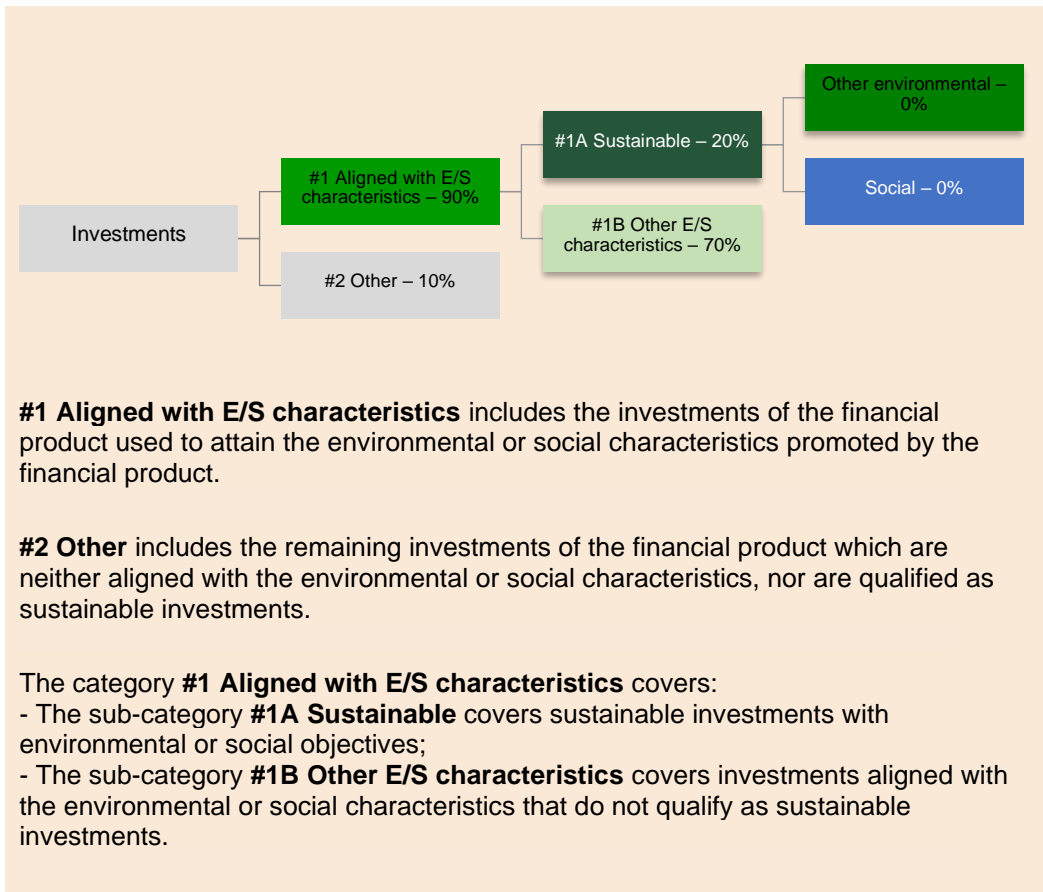 Other environmental –
0%
#1A Sustainable – 20%
#1 Aligned with E/S
characteristics – 90%
Social – 0%
Investments
#1B Other E/S
characteristics – 70%
#2 Other – 10%
#1 Aligned with E/S characteristics includes the investments of the financial
product used to attain the environmental or social characteristics promoted by the
financial product.
#2 Other includes the remaining investments of the financial product which are
neither aligned with the environmental or social characteristics, nor are qualified as
sustainable investments.
The category #1 Aligned with E/S characteristics covers:
- The sub-category #1A Sustainable covers sustainable investments with
environmental or social objectives;
- The sub-category #1B Other E/S characteristics covers investments aligned with
the environmental or social characteristics that do not qualify as sustainable
investments.